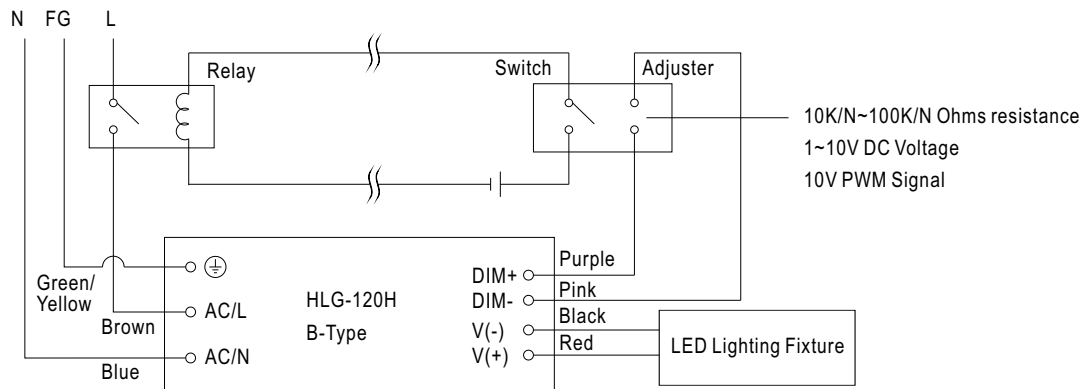 N FG L
Relay
Switch
Adjuster
10K/N~100K/N Ohms resistance
1~10V DC Voltage
10V PWM Signal
Green/
Yellow
Brown
Blue
AC/L
AC/N
HLG-120H
B-Type
DIM+
DIM-
V(-)
V(+)
Purple
Pink
Black
Red
LED Lighting Fixture